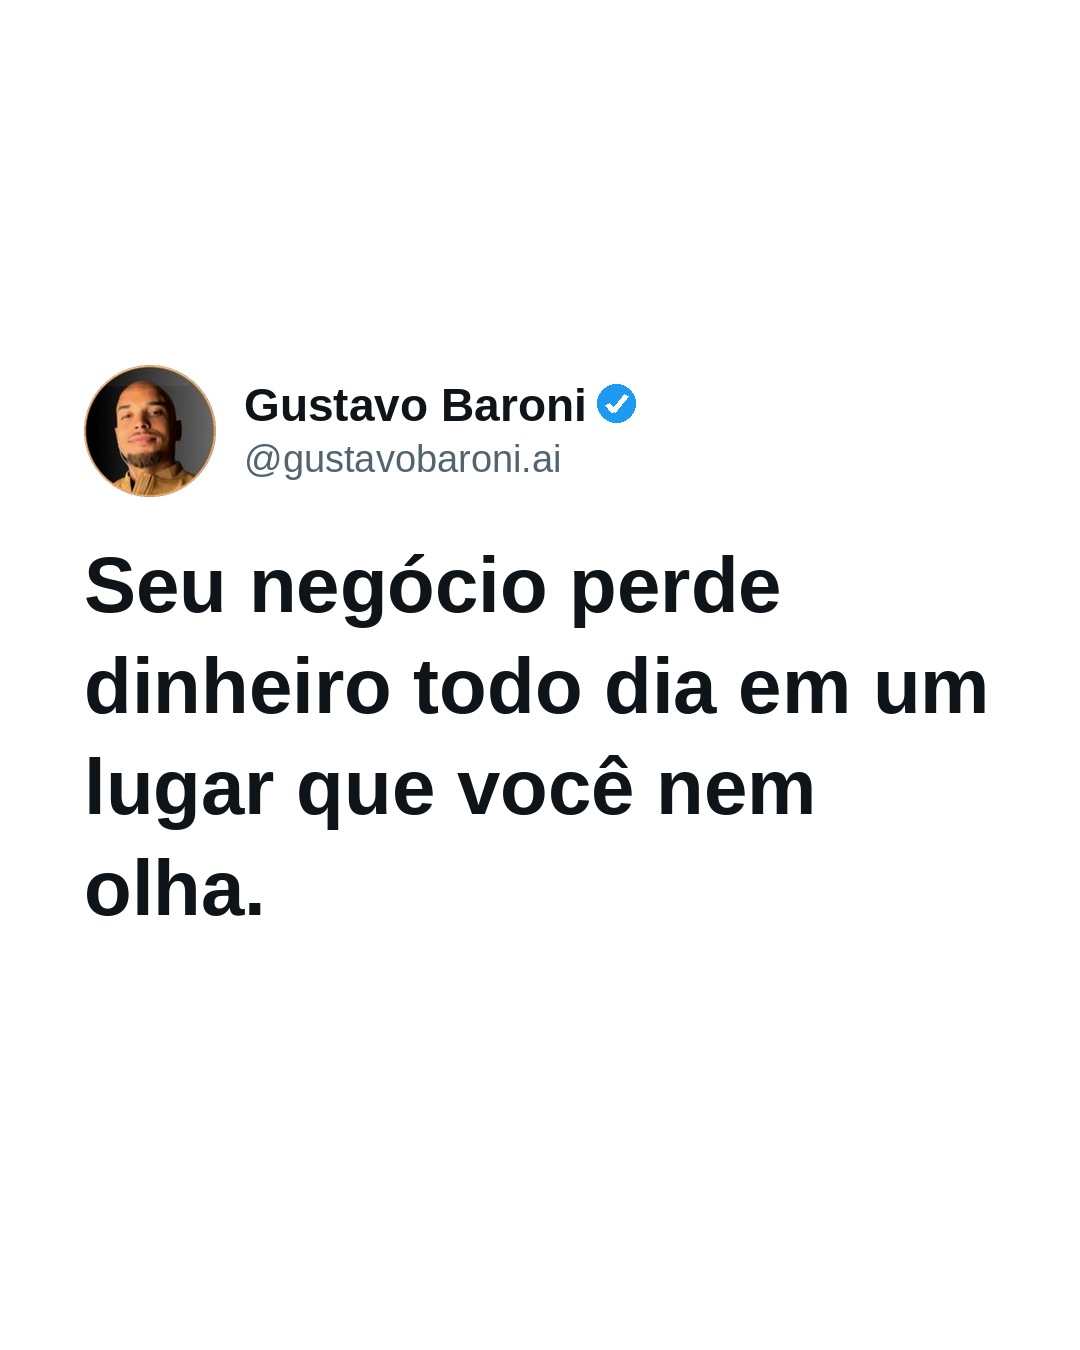 Gustavo Baroni
@gustavobaroni.ai
Seu negócio perde
dinheiro todo dia em um
lugar que você nem
olha.